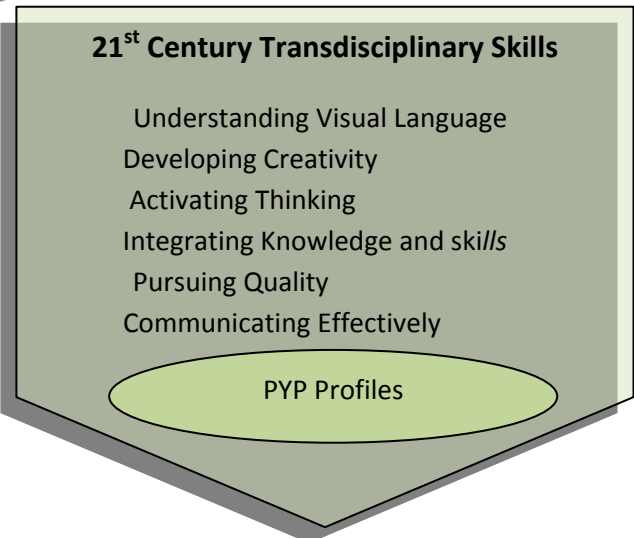 21st Century Transdisciplinary Skills
Understanding Visual Language
Developing Creativity
Activating Thinking
Integrating Knowledge and skills
Pursuing Quality
Communicating Effectively
PYP Profiles